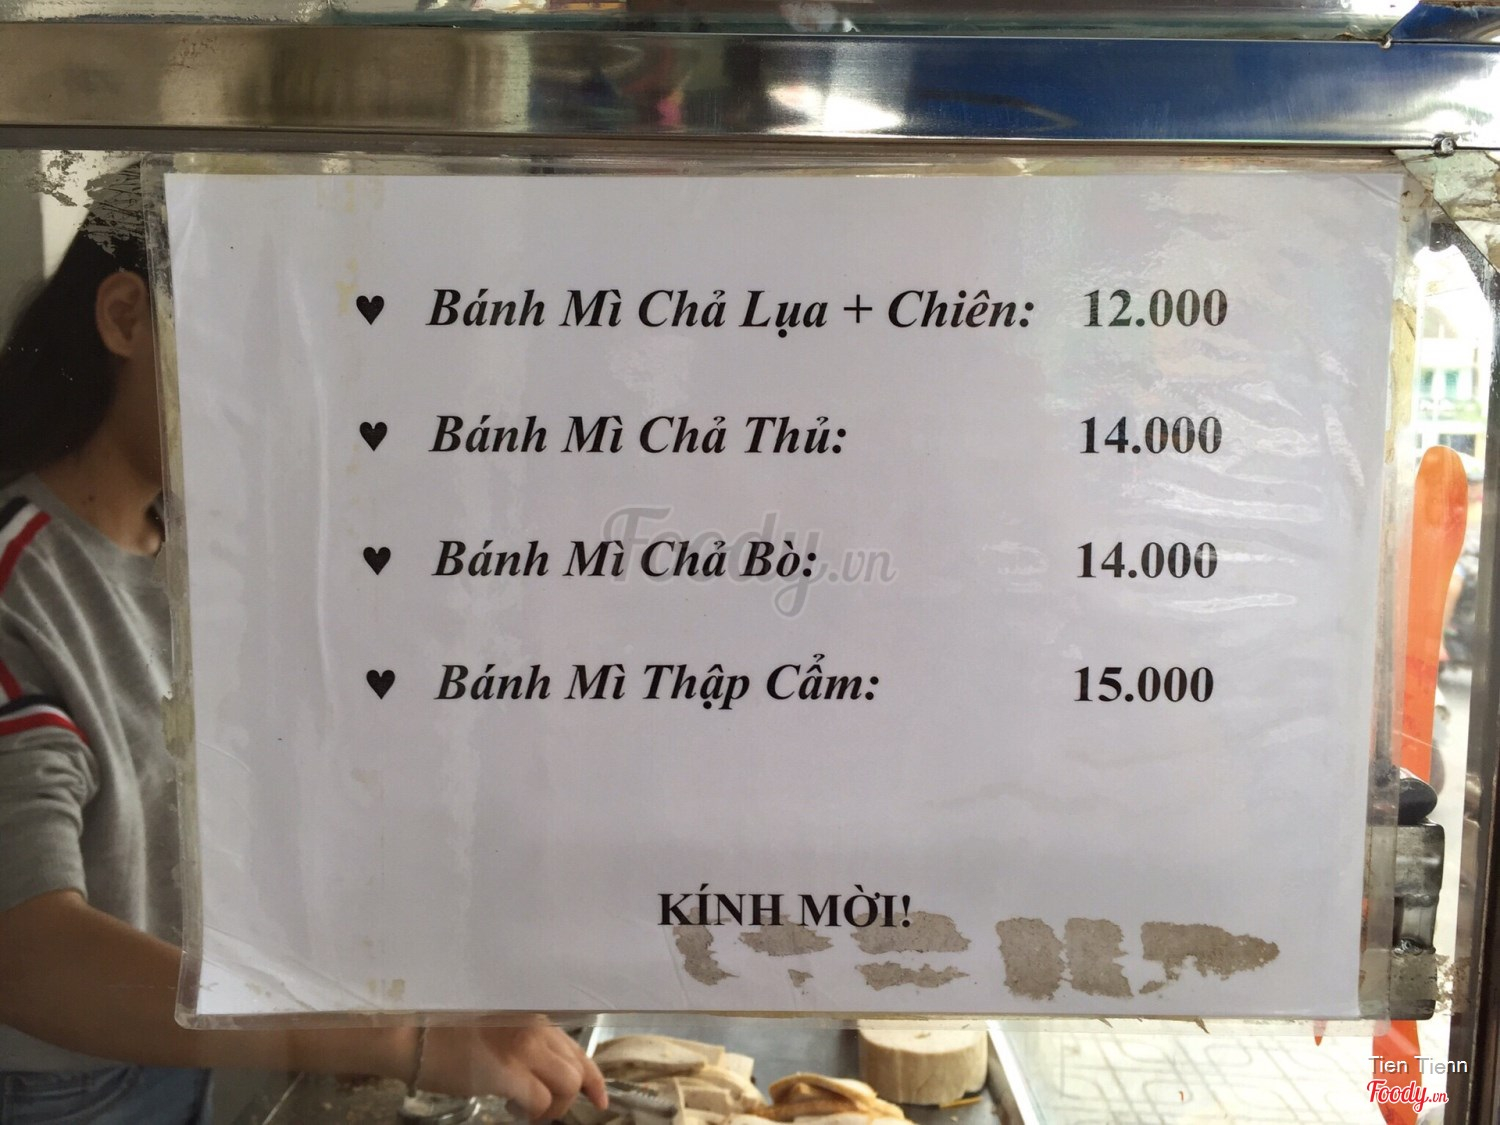 ♥ Bánh Mì Chả Lụa + Chiên: 12.000
♥ Bánh Mì Chả Thủ: 14.000
Foody.vn
♥ Bánh Mì Chả Bò: 14.000
♥ Bánh Mì Thập Cẩm: 15.000
KÍNH MỜI!
Tien Tienn
Foody.vn